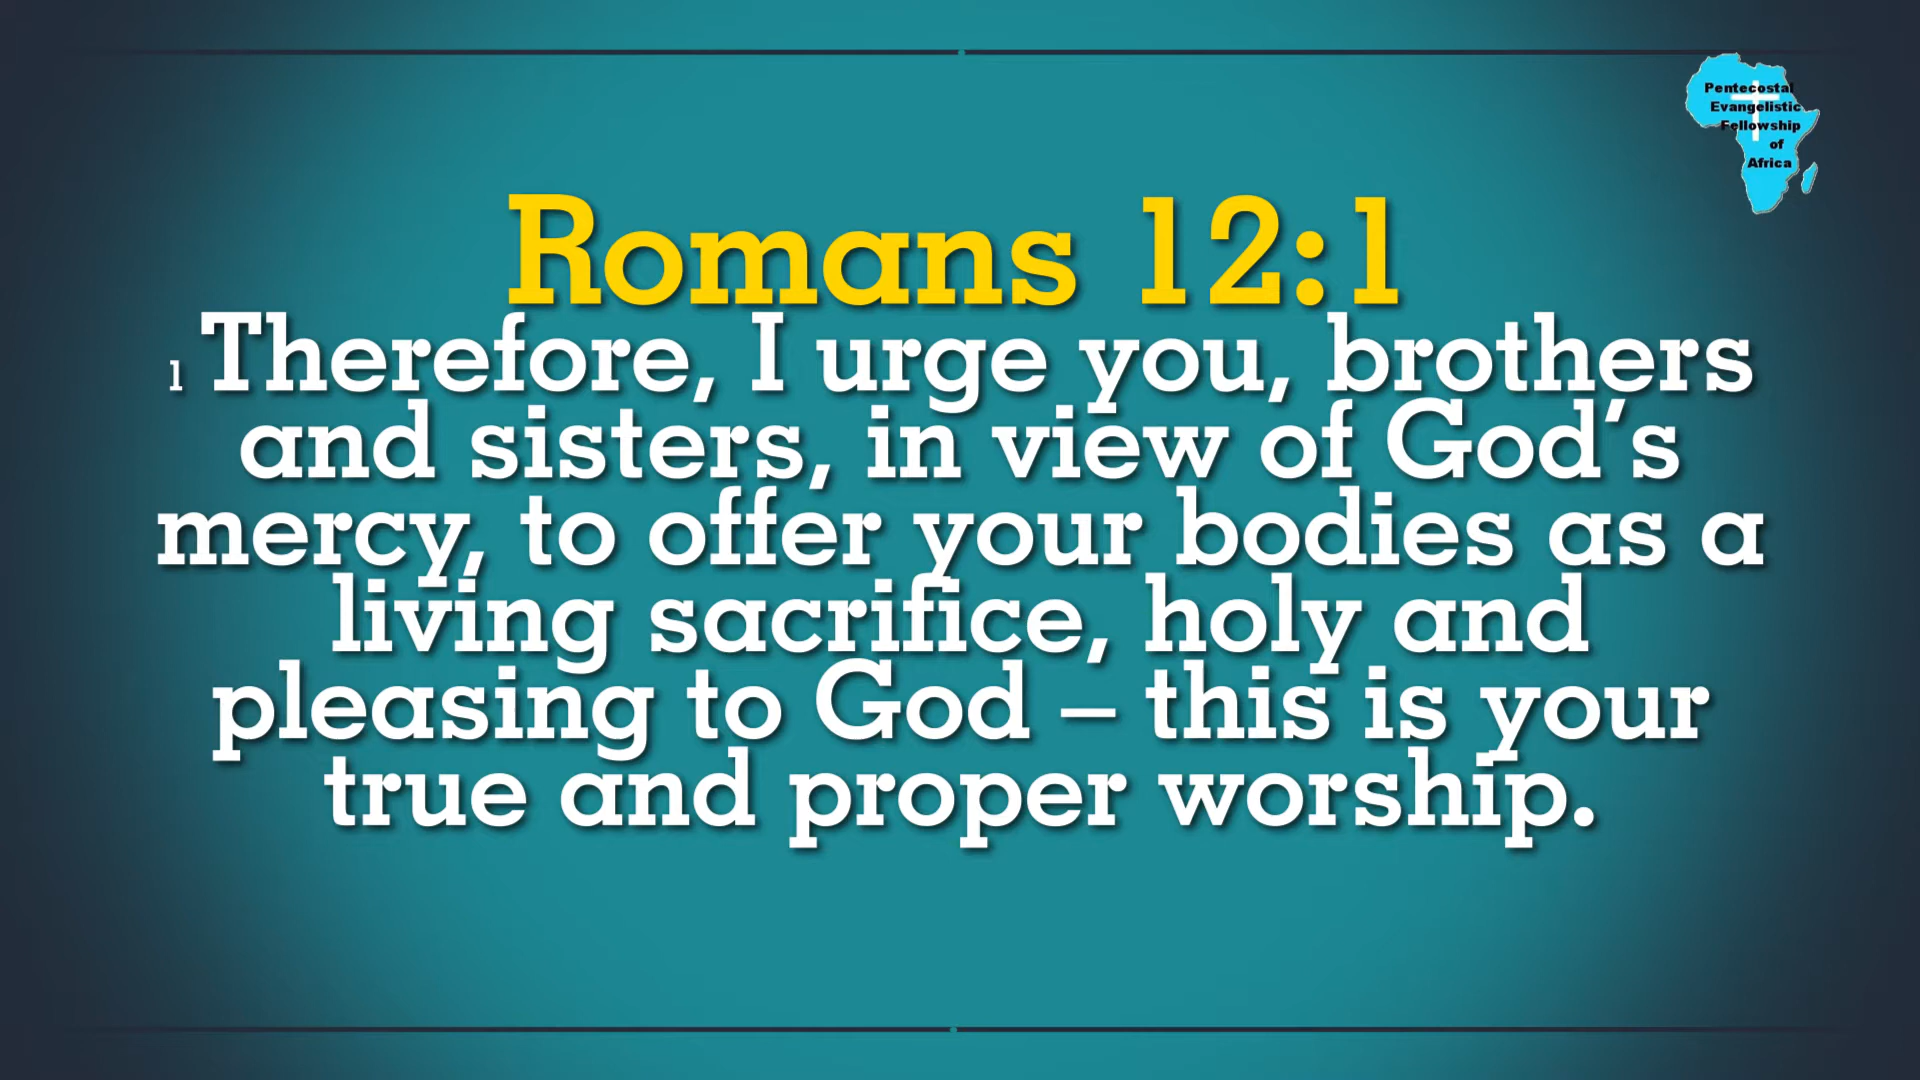 Pentecostal
Evangelistic
Fellowship
of
Africa
Romans 12:1
1 Therefore, I urge you, brothers
and sisters, in view of God’s
mercy, to offer your bodies as a
living sacrifice, holy and
pleasing to God – this is your
true and proper worship.